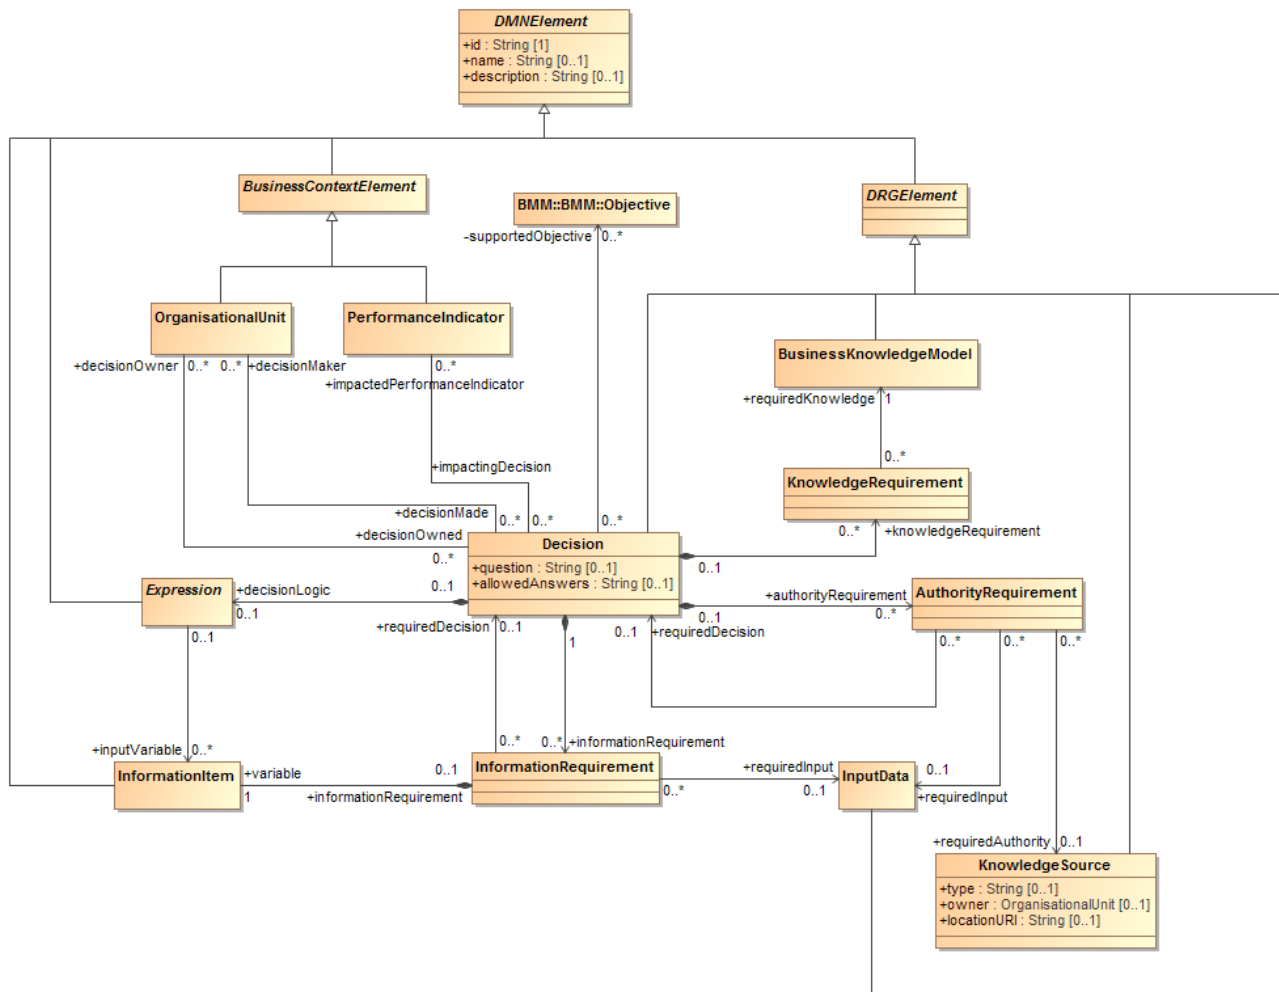 DMNElement
+id : String [1]
+name : String [0..1]
+description : String [0..1]
BusinessContextElement
BMM::BMM::Objective
DRGElement
-supportedObjective
0..*
OrganisationalUnit
PerformanceIndicator
BusinessKnowledgeModel
+decisionOwner
0..*
0..*
+decisionMaker
0..*
+impactedPerformanceIndicator
+requiredKnowledge
1
+impactingDecision
0..*
KnowledgeRequirement
+decisionMade
0..*
0..*
0..*
0..*
+knowledgeRequirement
+decisionOwned
0..*
Decision
+question : String [0..1]
+allowedAnswers : String [0..1]
0..1
Expression
+decisionLogic
0..1
0..1
0..1
+authorityRequirement
0..*
AuthorityRequirement
0..1
+requiredDecision
0..1
1
0..1
+requiredDecision
0..*
0..*
0..*
+inputVariable
0..*
0..*
0..*
+informationRequirement
InformationItem
+variable
1
0..1
+informationRequirement
InformationRequirement
+requiredInput
0..*
0..1
InputData
0..1
+requiredInput
+requiredAuthority
0..1
KnowledgeSource
+type : String [0..1]
+owner : OrganisationalUnit [0..1]
+locationURI : String [0..1]